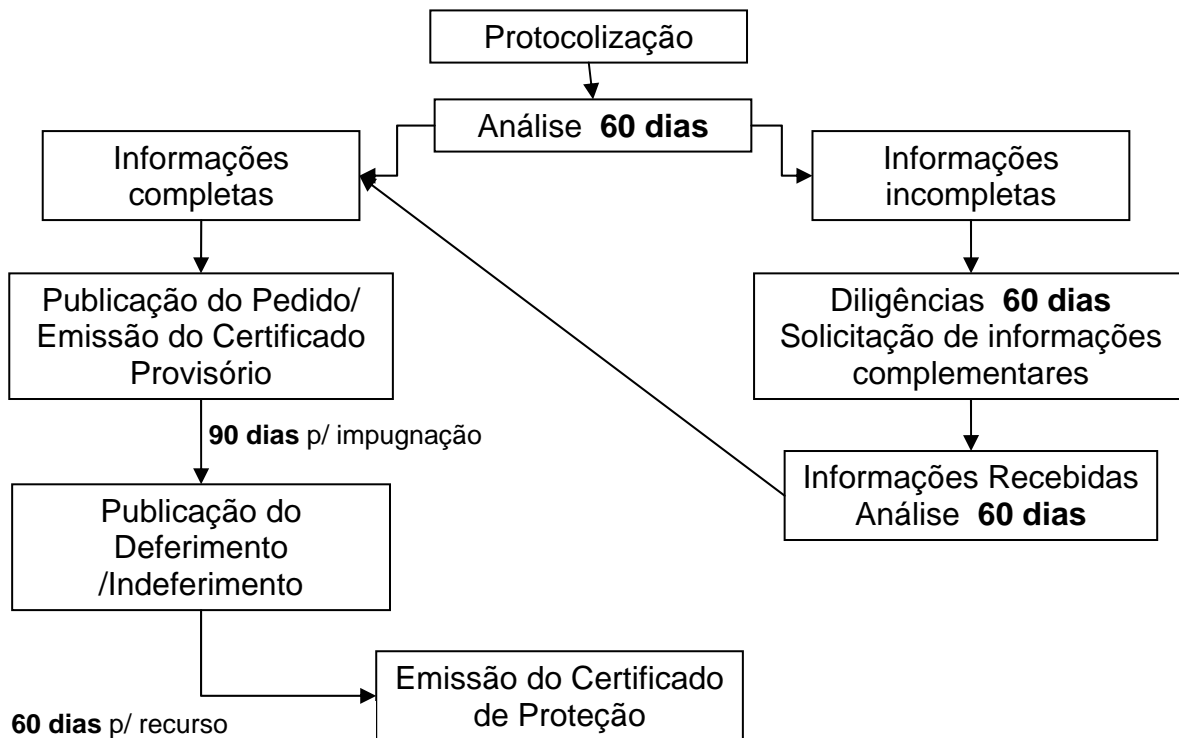 Protocolização
Análise 60 dias
Informações
completas
Informações
incompletas
Publicação do Pedido/
Emissão do Certificado
Provisório
Diligências 60 dias
Solicitação de informações
complementares
90 dias p/ impugnação
Informações Recebidas
Análise 60 dias
Publicação do
Deferimento
/Indeferimento
Emissão do Certificado
de Proteção
60 dias p/ recurso